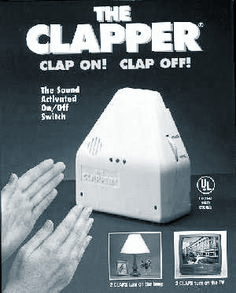 THE
CLAPPER®
CLAP ON! CLAP OFF!
The Sound
Activated
On/Off
Switch
UL
2 CLAPS turn on the lamp
2 CLAPS turn on the TV